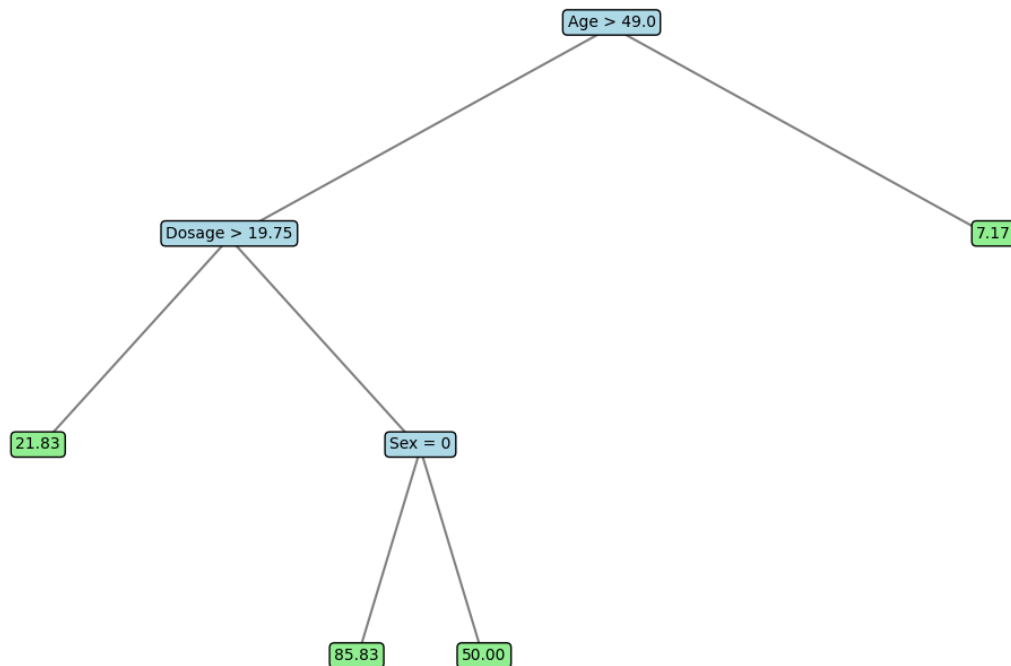 Age > 49.0
Dosage > 19.75
7.17
21.83
Sex = 0
85.83
50.00